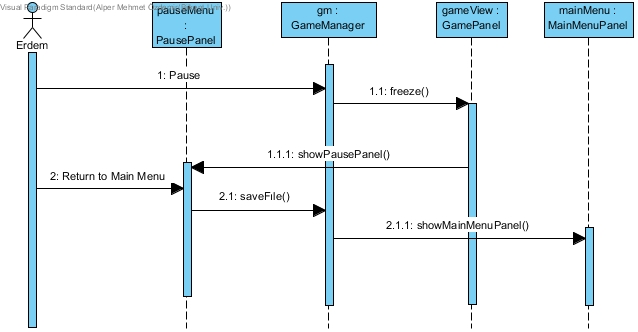 Visual Paradigm Standard(Alper Mehmet
pauseMenu
:
PausePanel
gm :
GameManager
gameView :
GamePanel
mainMenu :
MainMenuPanel
Erdem
1: Pause
1.1: freeze()
1.1.1: showPausePanel()
2: Return to Main Menu
2.1: saveFile()
2.1.1: showMainMenuPanel()